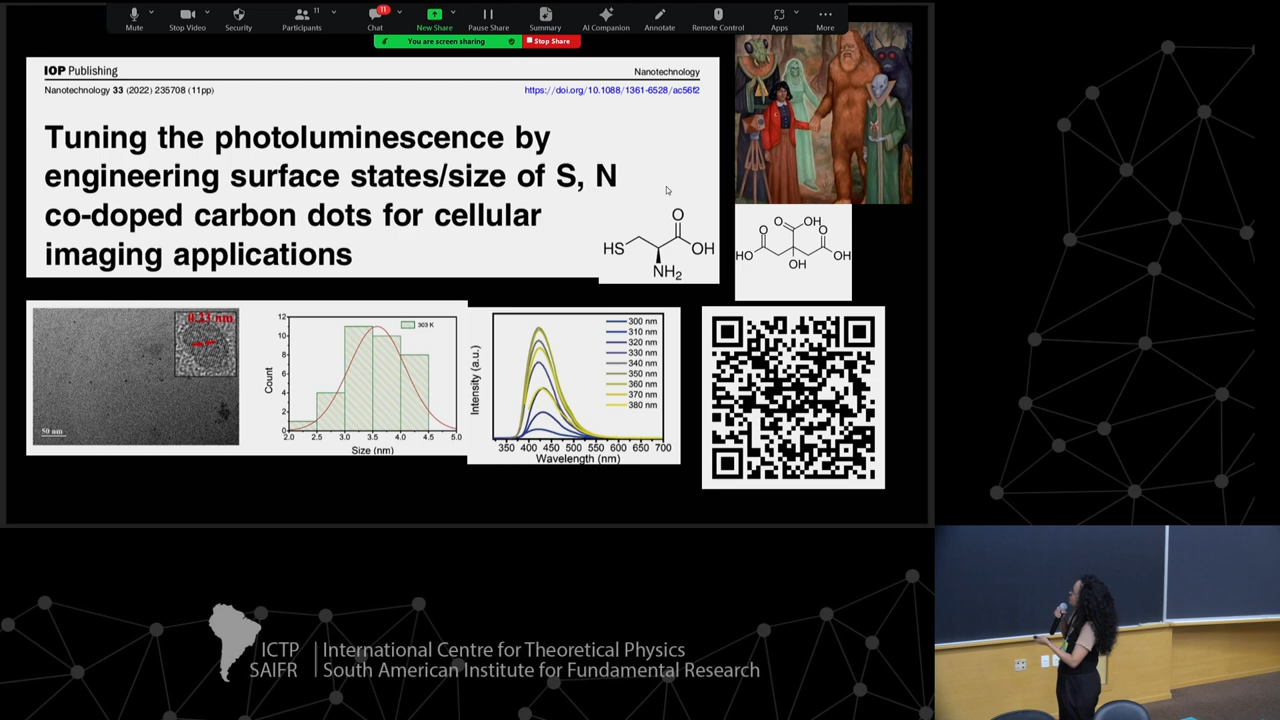 Mute
Stop Video
Security
Participants
11
Chat
11
New Share
Pause Share
Summary
AI Companion
Annotate
Remote Control
Apps
More
You are screen sharing
Stop Share
IOP Publishing
Nanotechnology
Nanotechnology 33 (2022) 235708 (11pp)
https://doi.org/10.1088/1361-6528/ac56f2
Tuning the photoluminescence by
engineering surface states/size of S, N
co-doped carbon dots for cellular
imaging applications
O
HS
OH
NH2
O
OH
O
O
HO
OH
OH
0.23 nm
50 nm
Count
12
10
8
6
4
2
0
303 K
2.0 2.5 3.0 3.5 4.0 4.5 5.0
Size (nm)
Intensity (a.u.)
300 nm
310 nm
320 nm
330 nm
340 nm
350 nm
360 nm
370 nm
380 nm
350 400 450 500 550 600 650 700
Wavelength (nm)
ICTP
SAIFR
International Centre for Theoretical Physics
South American Institute for Fundamental Research